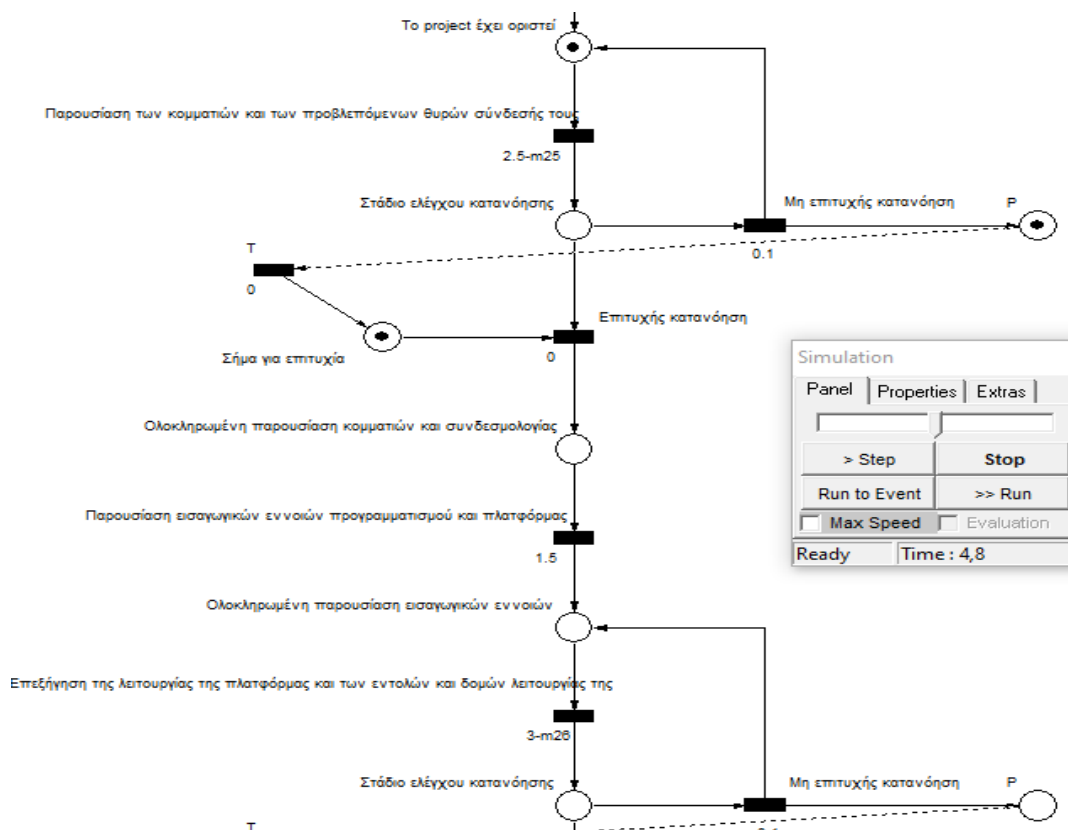 Το project έχει οριστεί
Παρουσίαση των κομματιών και των προβλεπόμενων θυρών σύνδεσής τους
2.5-m25
Στάδιο ελέγχου κατανόησης
Μη επιτυχής κατανόηση
P
0.1
T
0
Επιτυχής κατανόηση
Σήμα για επιτυχία
0
Simulation
Panel
Properties
Extras
> Step
Stop
Run to Event
>> Run
Max Speed
Evaluation
Ready
Time : 4,8
Ολοκληρωμένη παρουσίαση κομματιών και συνδεσμολογίας
Παρουσίαση εισαγωγικών εννοιών προγραμματισμού και πλατφόρμας
1.5
Ολοκληρωμένη παρουσίαση εισαγωγικών εννοιών
Επεξήγηση της λειτουργίας της πλατφόρμας και των εντολών και δομών λειτουργίας της
3-m26
Στάδιο ελέγχου κατανόησης
Μη επιτυχής κατανόηση
P
T